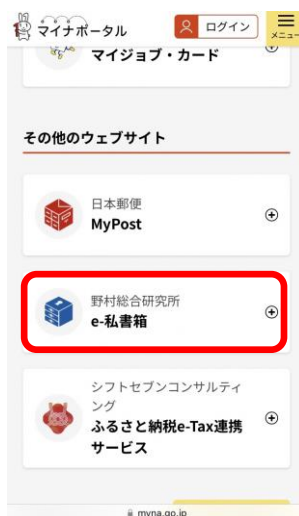 マイナポータル
ログイン
メニュー
マイジョブ・カード
その他のウェブサイト
日本郵便
MyPost
野村総合研究所
e-私書箱
シフトセブンコンサルティ
ング
ふるさと納税e-Tax連携
サービス
myna.go.jp